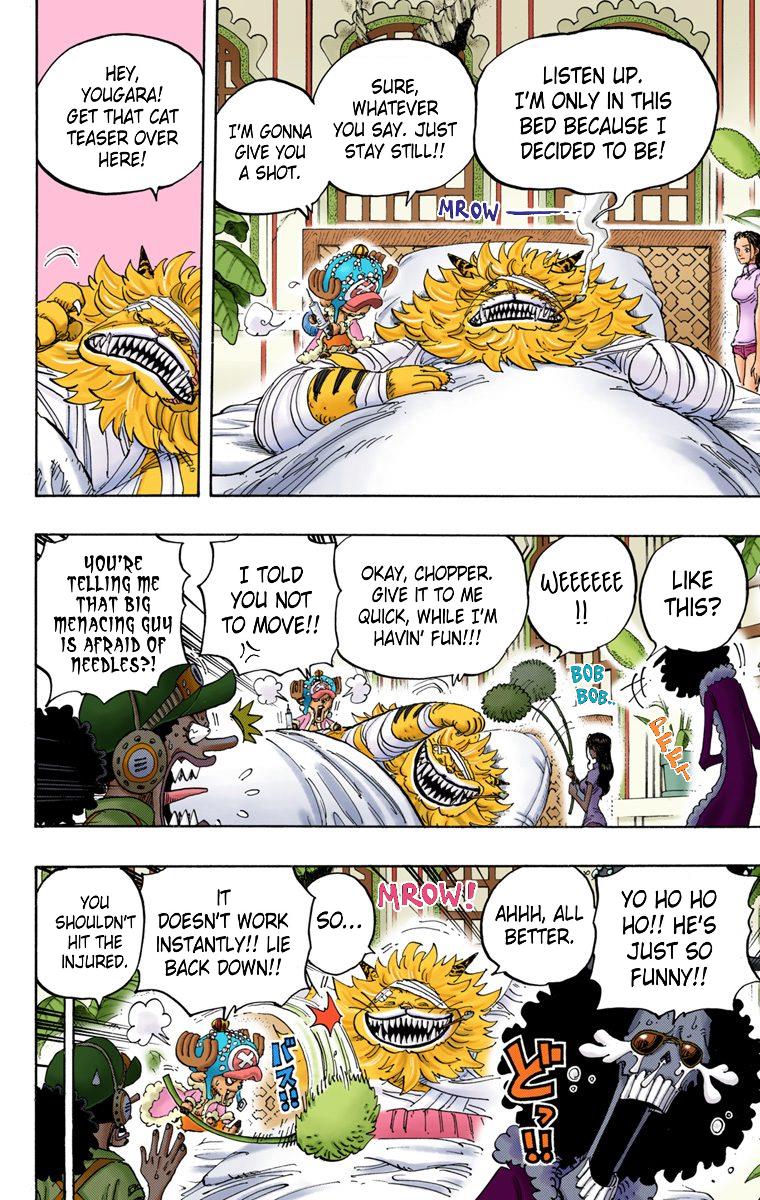 LISTEN UP.
I'M ONLY IN THIS
BED BECAUSE I
DECIDED TO BE!
SURE,
WHATEVER
YOU SAY. JUST
STAY STILL!!
I'M GONNA
GIVE YOU
A SHOT.
MROW
HEY,
YOUGARA!
GET THAT CAT
TEASER OVER
HERE!
LIKE
THIS?
WEEEEEE
!!
BOB
BOB..
PEET
OKAY, CHOPPER.
GIVE IT TO ME
QUICK, WHILE I'M
HAVIN' FUN!!!
I TOLD
YOU NOT
TO MOVE!!
YOU'RE
TELLING ME
THAT BIG
MENACING GUY
IS AFRAID OF
NEEDLES?!
YO HO HO
HO!! HE'S
JUST SO
FUNNY!!
どっ!!
AHHH, ALL
BETTER.
MROW!
SO...
IT
DOESN'T WORK
INSTANTLY!! LIE
BACK DOWN!!
バス!!
YOU
SHOULDN'T
HIT THE
INJURED.